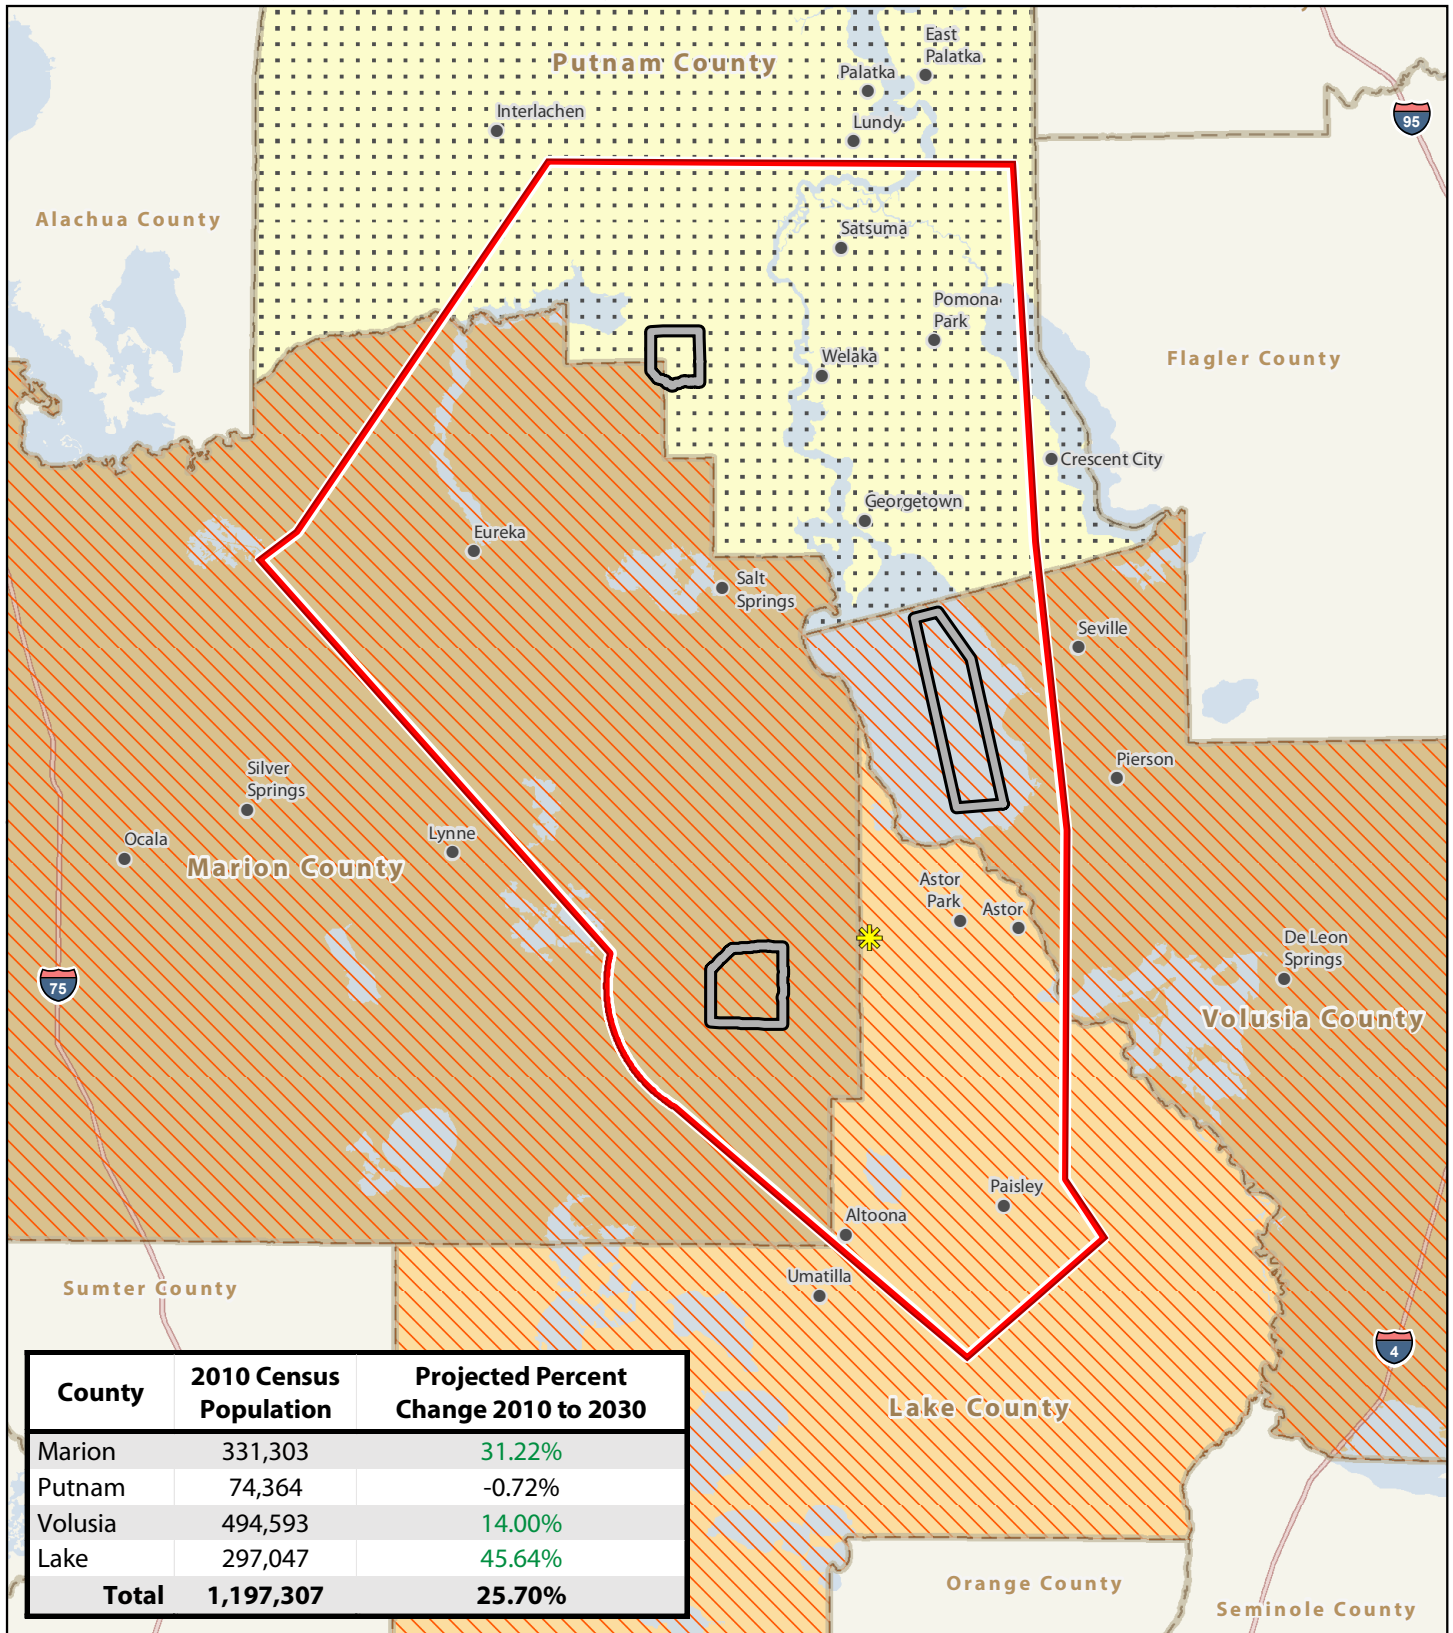 East
Palatka
Putnam County
Palatka
Interlachen
95
Lundy
Alachua County
Satsuma
Pomona
Park
Welaka
Flagler County
Crescent City
Georgetown
Eureka
Salt
Springs
Seville
Pierson
Silver
Springs
Ocala
Lynne
Marion County
Astor
Park
Astor
De Leon
Springs
75
Volusia County
Paisley
Altoona
Umatilla
Sumter County
4
Lake County
County
2010 Census
Population
Projected Percent
Change 2010 to 2030
Marion 331,303 31.22%
Putnam 74,364 -0.72%
Volusia 494,593 14.00%
Lake 297,047 45.64%
Total 1,197,307 25.70%
Orange County
Seminole County